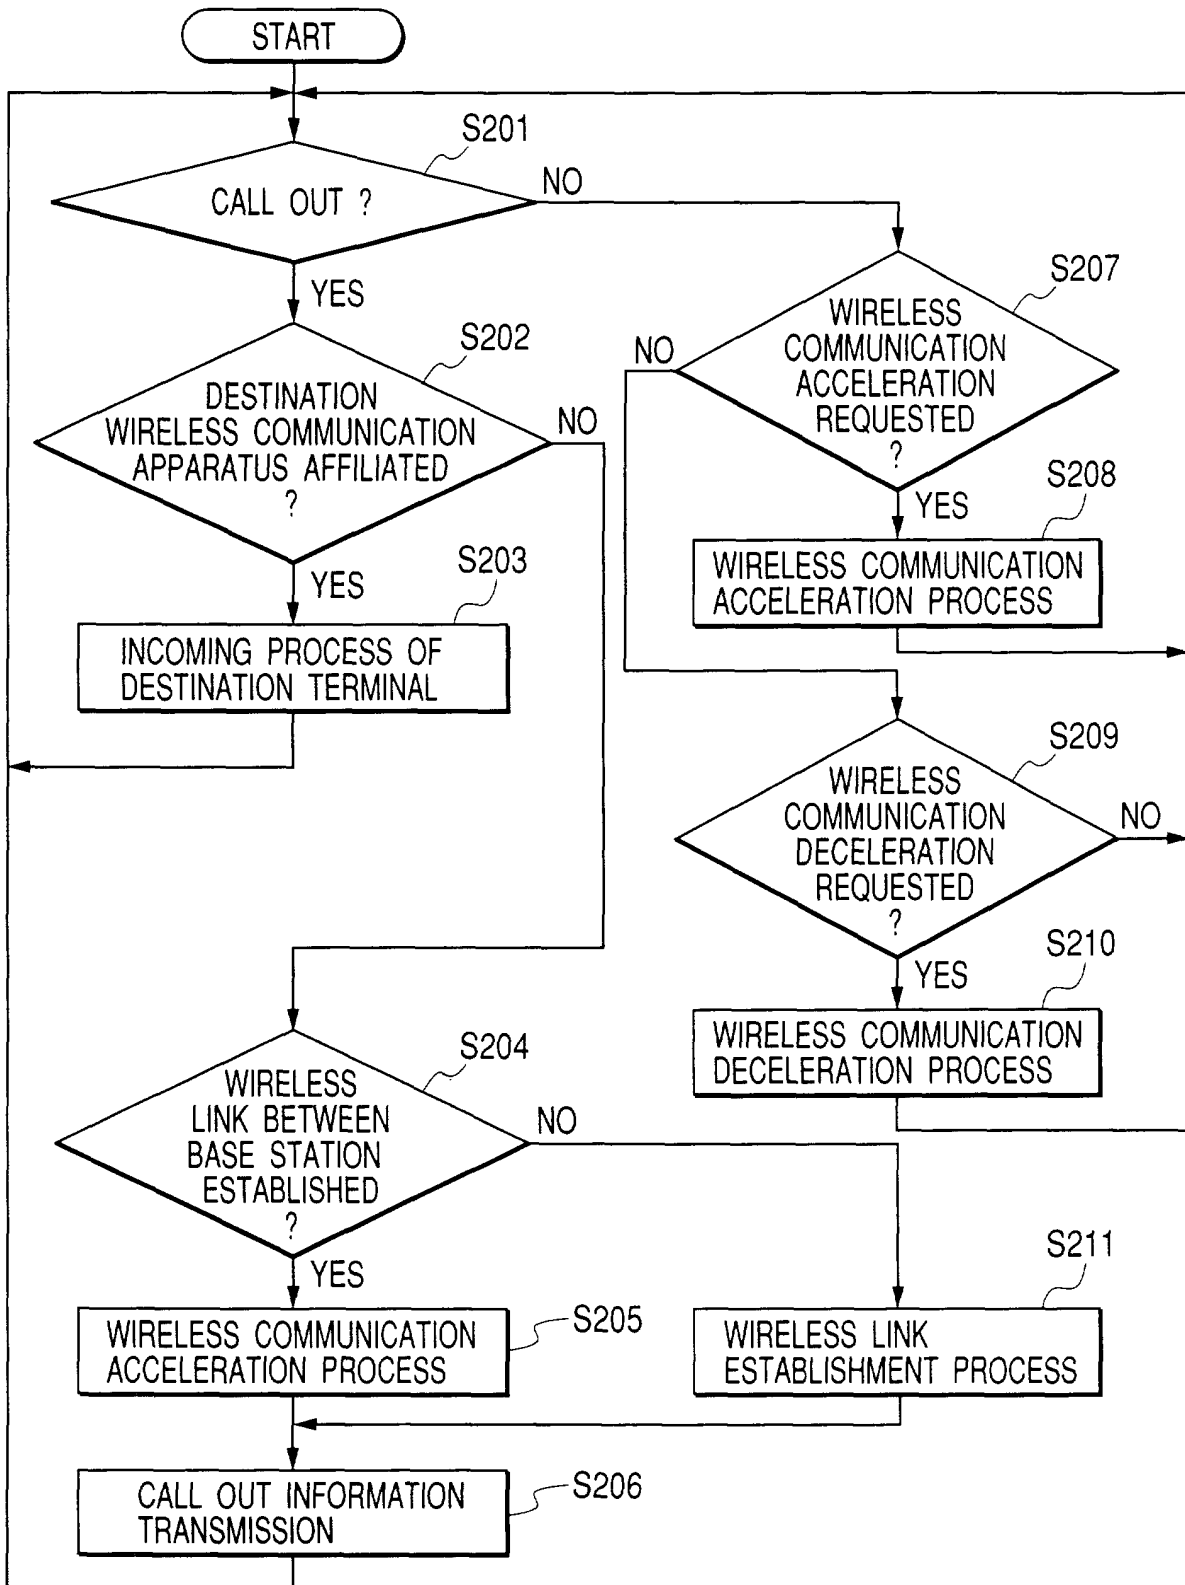 START
S201
CALL OUT ?
NO
YES
S202
DESTINATION
WIRELESS COMMUNICATION
APPARATUS AFFILIATED
?
NO
YES
S203
INCOMING PROCESS OF
DESTINATION TERMINAL
S207
WIRELESS
COMMUNICATION
ACCELERATION
REQUESTED
?
NO
YES
S208
WIRELESS COMMUNICATION
ACCELERATION PROCESS
S209
WIRELESS
COMMUNICATION
DECELERATION
REQUESTED
?
NO
YES
S210
WIRELESS COMMUNICATION
DECELERATION PROCESS
S204
WIRELESS
LINK BETWEEN
BASE STATION
ESTABLISHED
?
NO
YES
S205
WIRELESS COMMUNICATION
ACCELERATION PROCESS
S211
WIRELESS LINK
ESTABLISHMENT PROCESS
S206
CALL OUT INFORMATION
TRANSMISSION